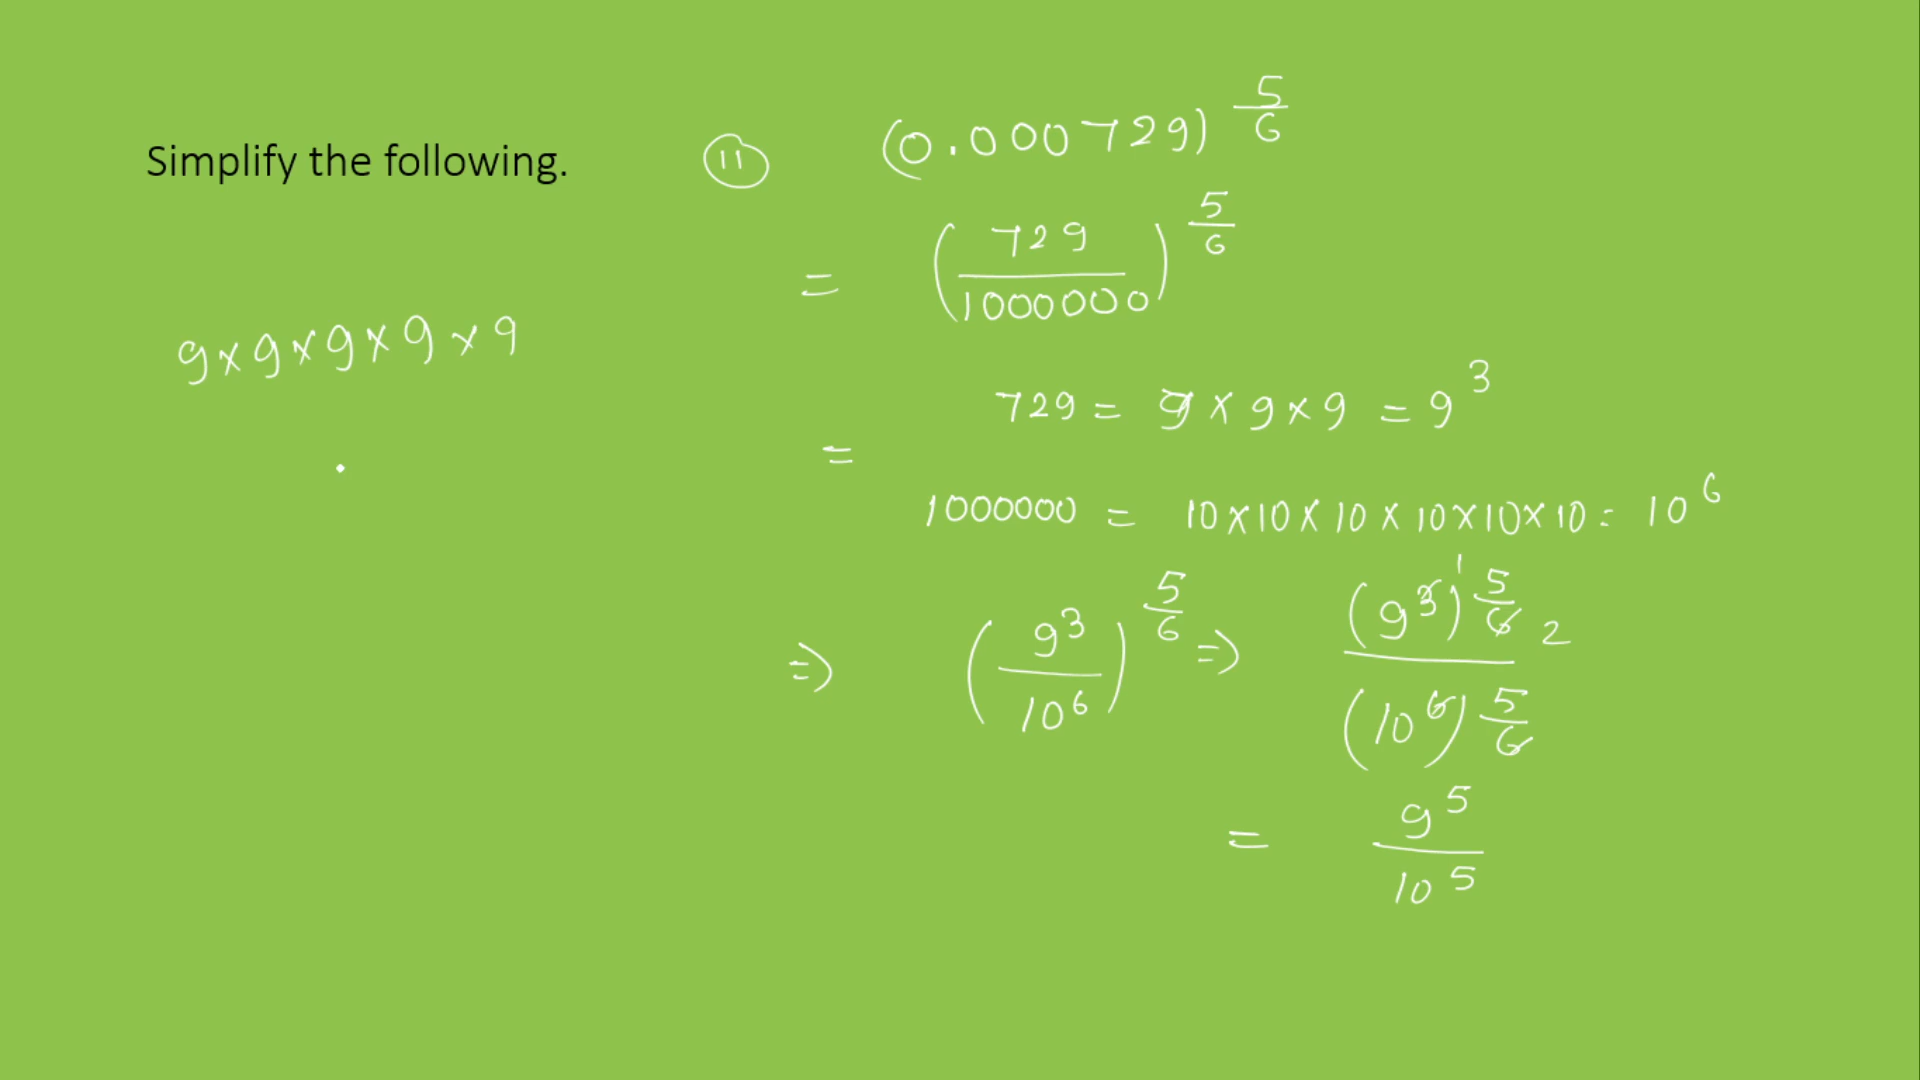 Simplify the following. (11) (0.000729)^(5/6)
= (729/1000000)^(5/6)
9 x 9 x 9 x 9 x 9
729 = 9 x 9 x 9 = 9^3
=
1000000 = 10 x 10 x 10 x 10 x 10 x 10 = 10^6
=> (9^3/10^6)^(5/6) => (9^3)^(5/6) / (10^6)^(5/6) 1 2
= 9^5/10^5